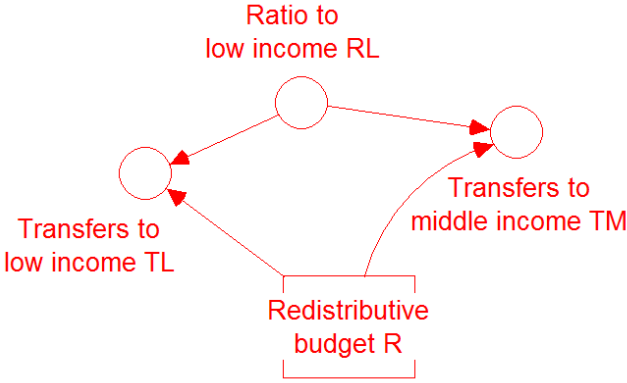 Ratio to
low income RL
Transfers to
low income TL
Transfers to
middle income TM
Redistributive
budget R